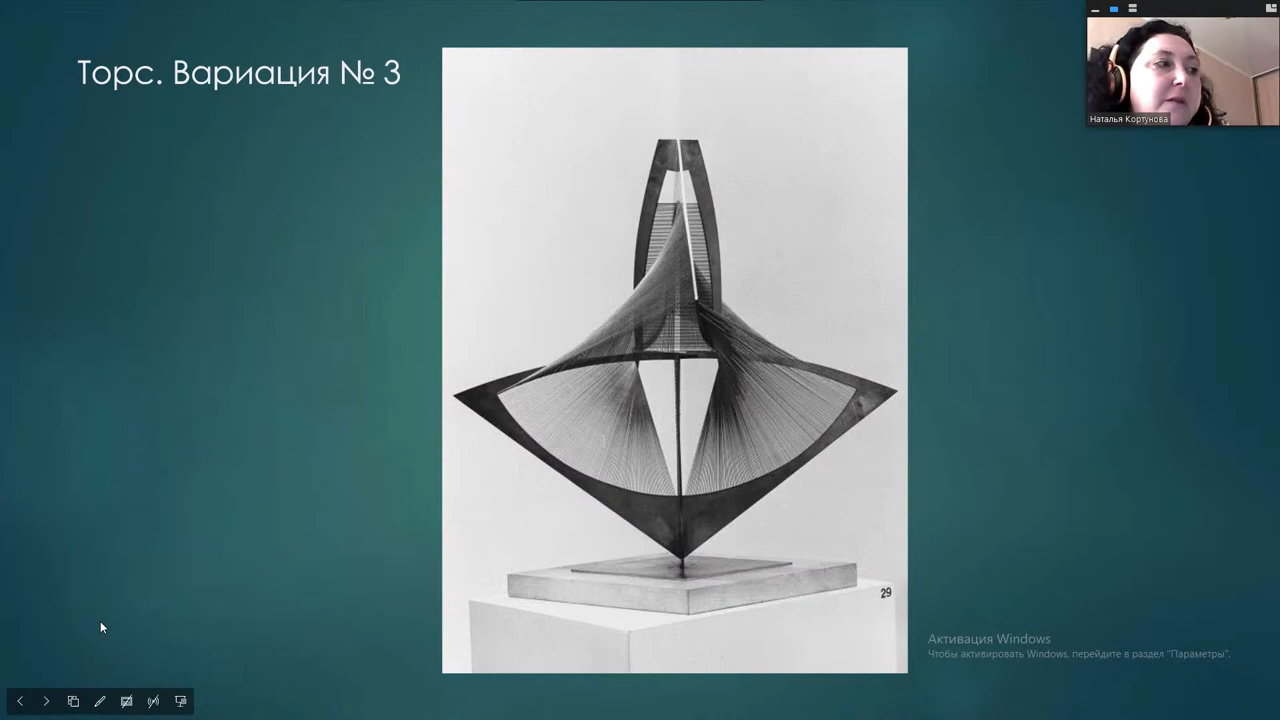 Торс. Вариация № 3
Наталья Кортунова
29
Активация Windows
Чтобы активировать Windows, перейдите в раздел "Параметры".